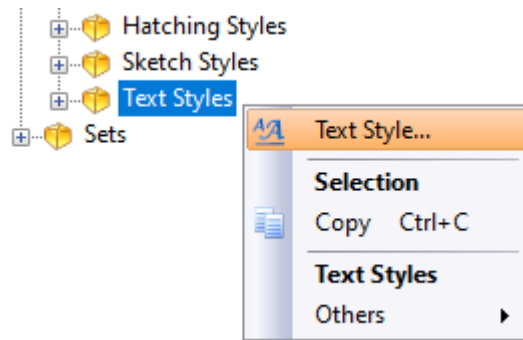 Hatching Styles
Sketch Styles
Text Styles
Sets
Text Style...
Selection
Copy Ctrl+C
Text Styles
Others